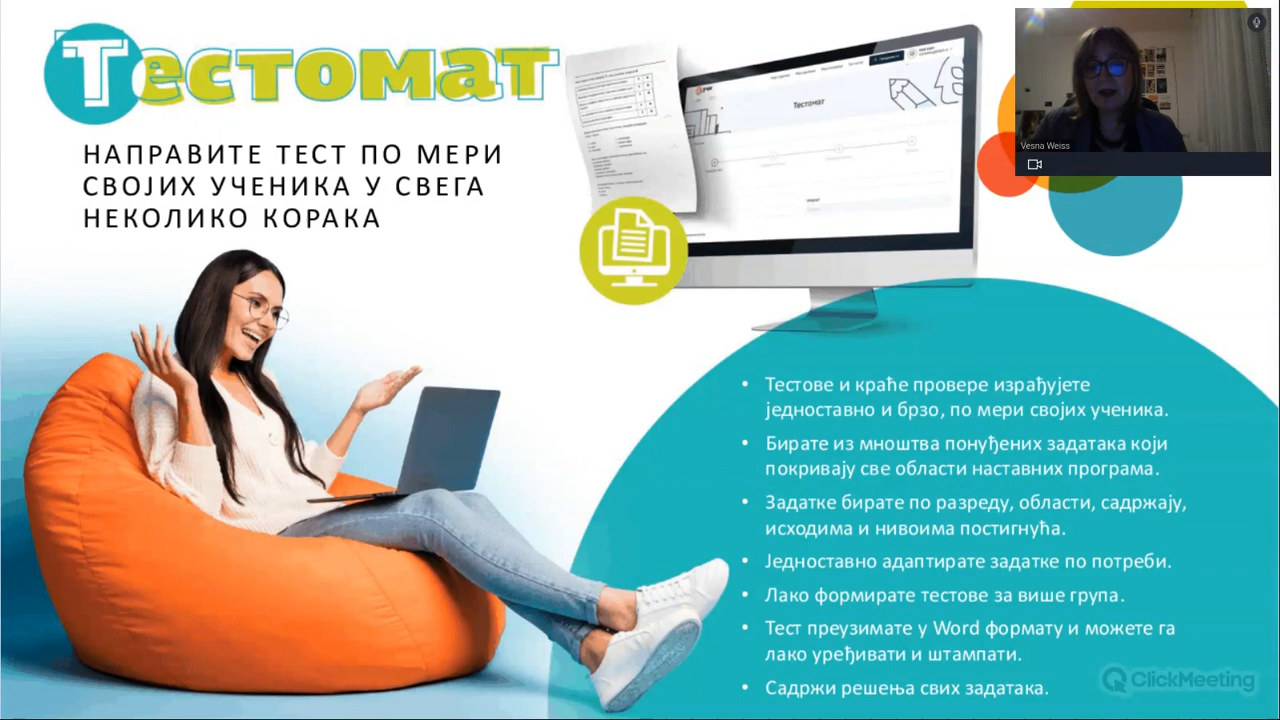 Тестомат
НАПРАВИТЕ ТЕСТ ПО МЕРИ
СВОЈИХ УЧЕНИКА У СВЕГА
НЕКОЛИКО КОРАКА
Тестомат
Vesna Weiss
• Тестове и краће провере израђујете
једноставно и брзо, по мери својих ученика.
• Бирате из мноштва понуђених задатака који
покривају све области наставних програма.
• Задатке бирате по разреду, области, садржају,
исходима и нивоима постигнућа.
• Једноставно адаптирате задатке по потреби.
• Лако формирате тестове за више група.
• Тест преузимате у Word формату и можете га
лако уређивати и штампати.
• Садржи решења свих задатака.
ClickMeeting